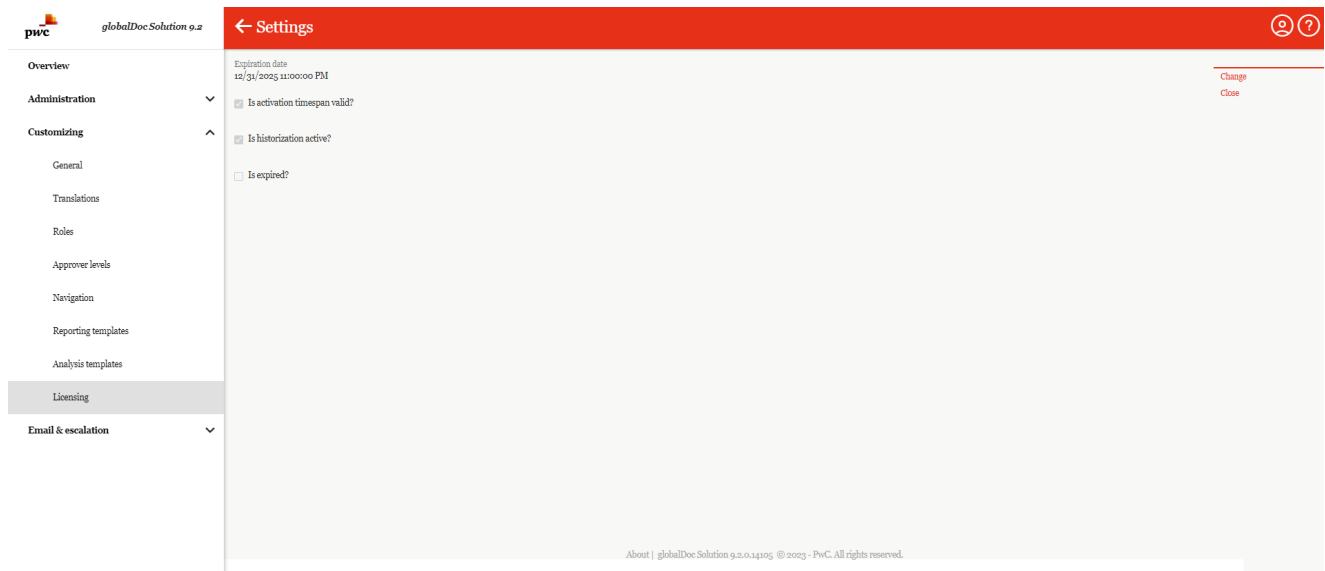 pwc
globalDoc Solution 9.2
Settings
?
Overview
Administration
Customizing
General
Translations
Roles
Approver levels
Navigation
Reporting templates
Analysis templates
Licensing
Email & escalation
Expiration date
12/31/2025 11:00:00 PM
Is activation timespan valid?
Is historization active?
Is expired?
Change
Close
About | globalDoc Solution 9.2.0.14105 © 2023 - PwC. All rights reserved.